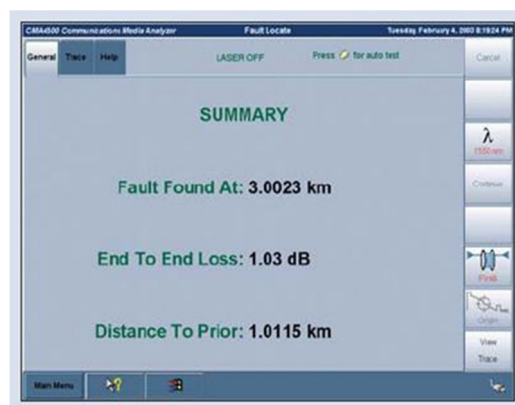 CMA4500 Communications Media Analyzer Fault Locate Tuesday, February 4, 2003 8:19:24 PM
General Trace Help LASER OFF Press for auto test Cancel
SUMMARY
λ
1550 nm
Fault Found At: 3.0023 km
Continue
End To End Loss: 1.03 dB
First
Distance To Prior: 1.0115 km
Origin
View
Trace
Main Menu